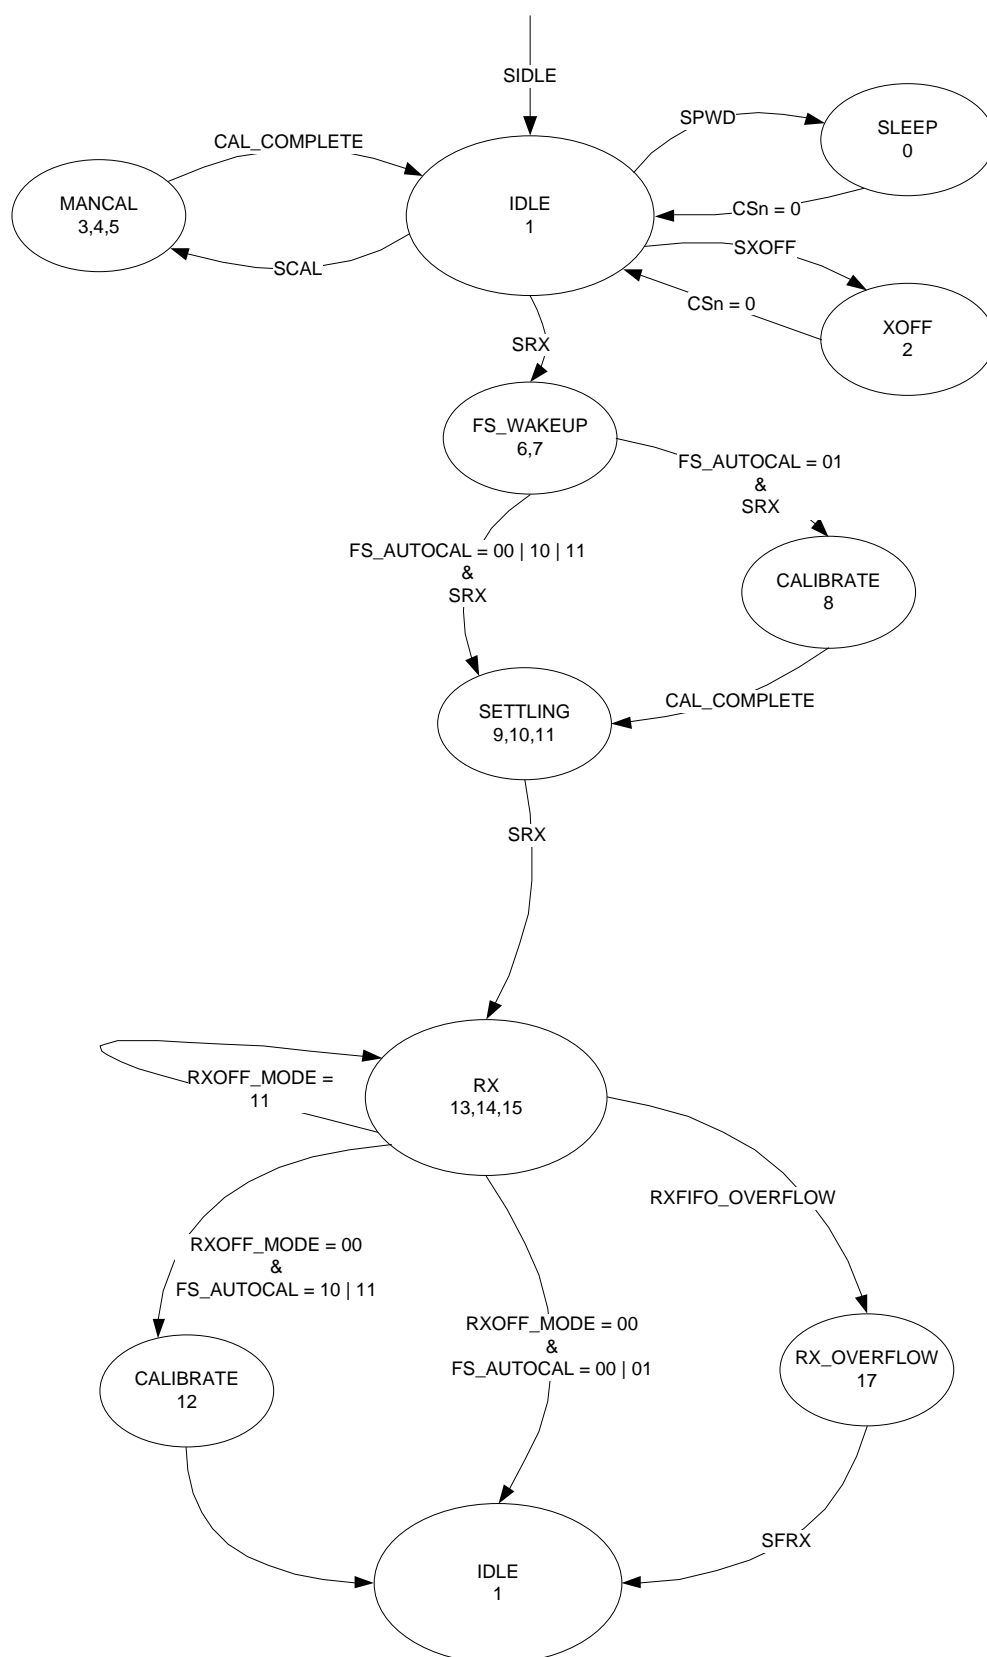 SIDLE
SPWD
SLEEP
0
CAL_COMPLETE
MANCAL
3,4,5
IDLE
1
CSn = 0
SXOFF
SCAL
CSn = 0
XOFF
2
SRX
FS_WAKEUP
6,7
FS_AUTOCAL = 01
&
SRX
FS_AUTOCAL = 00 | 10 | 11
&
SRX
CALIBRATE
8
SETTLING
9,10,11
CAL_COMPLETE
SRX
RXOFF_MODE =
11
RX
13,14,15
RXFIFO_OVERFLOW
RXOFF_MODE = 00
&
FS_AUTOCAL = 10 | 11
RXOFF_MODE = 00
&
FS_AUTOCAL = 00 | 01
RX_OVERFLOW
17
CALIBRATE
12
SFRX
IDLE
1